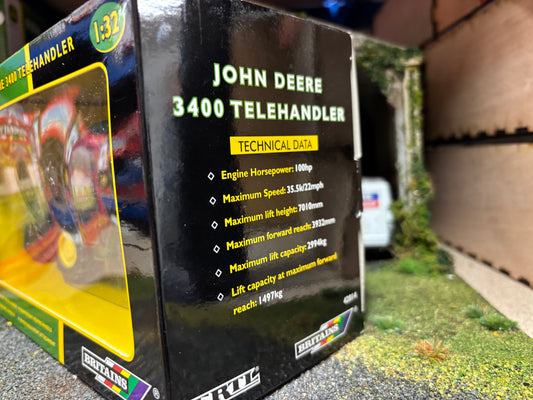 1:32
3400 TELEHANDLER
JOHN DEERE
3400 TELEHANDLER
TECHNICAL DATA
◊ Engine Horsepower: 100hp
◊ Maximum Speed: 35.5k/22mph
◊ Maximum lift height: 7010mm
◊ Maximum forward reach: 3932mm
◊ Maximum lift capacity: 2994kg
◊ Lift capacity at maximum forward
reach: 1497kg
BRITAINS
ERTL
BRITAINS